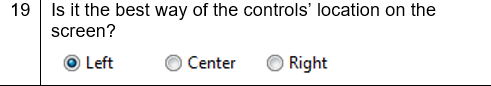 19 Is it the best way of the controls’ location on the
screen?
Left Center Right